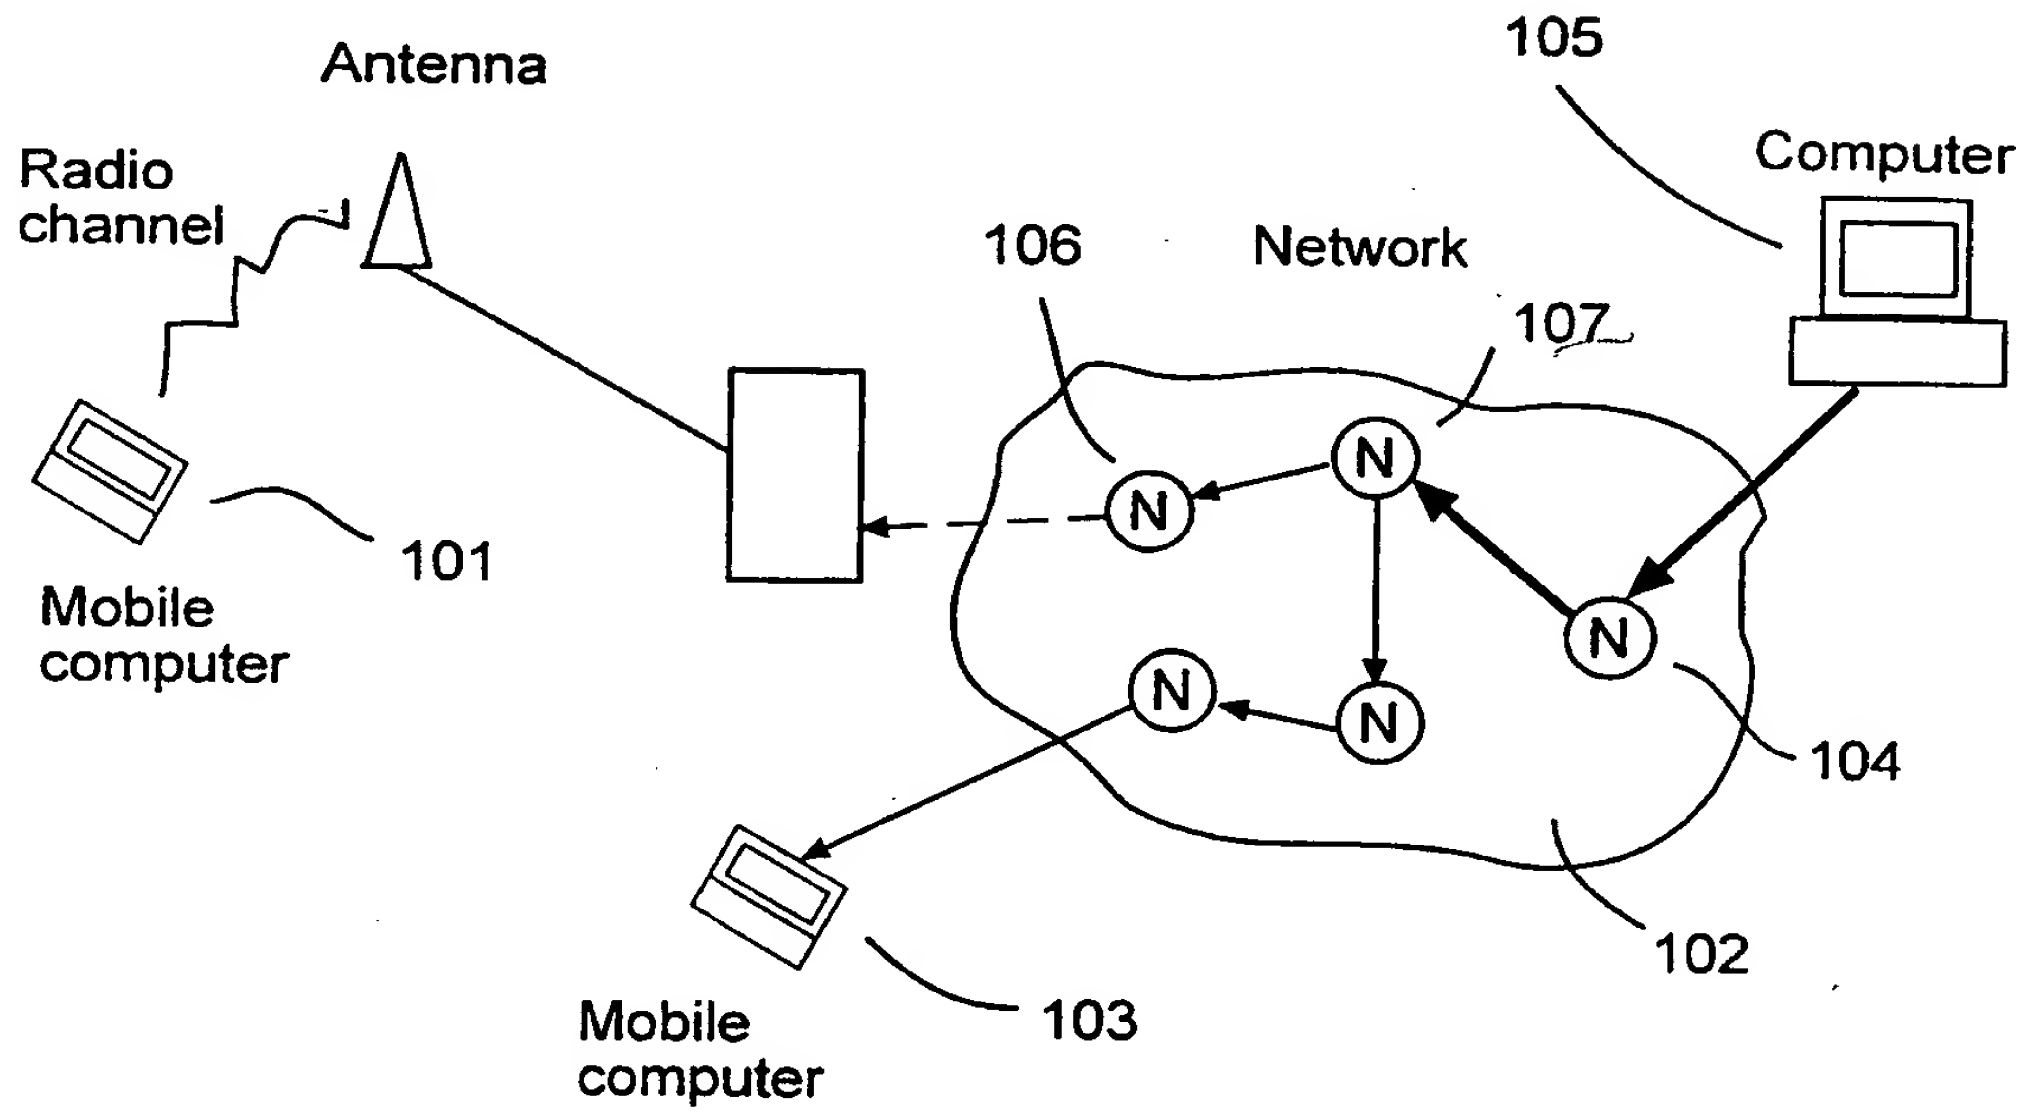 105
Antenna
Computer
Radio
channel
106
Network
107
N
N
101
Mobile
computer
N
N
N
104
102
103
Mobile
computer